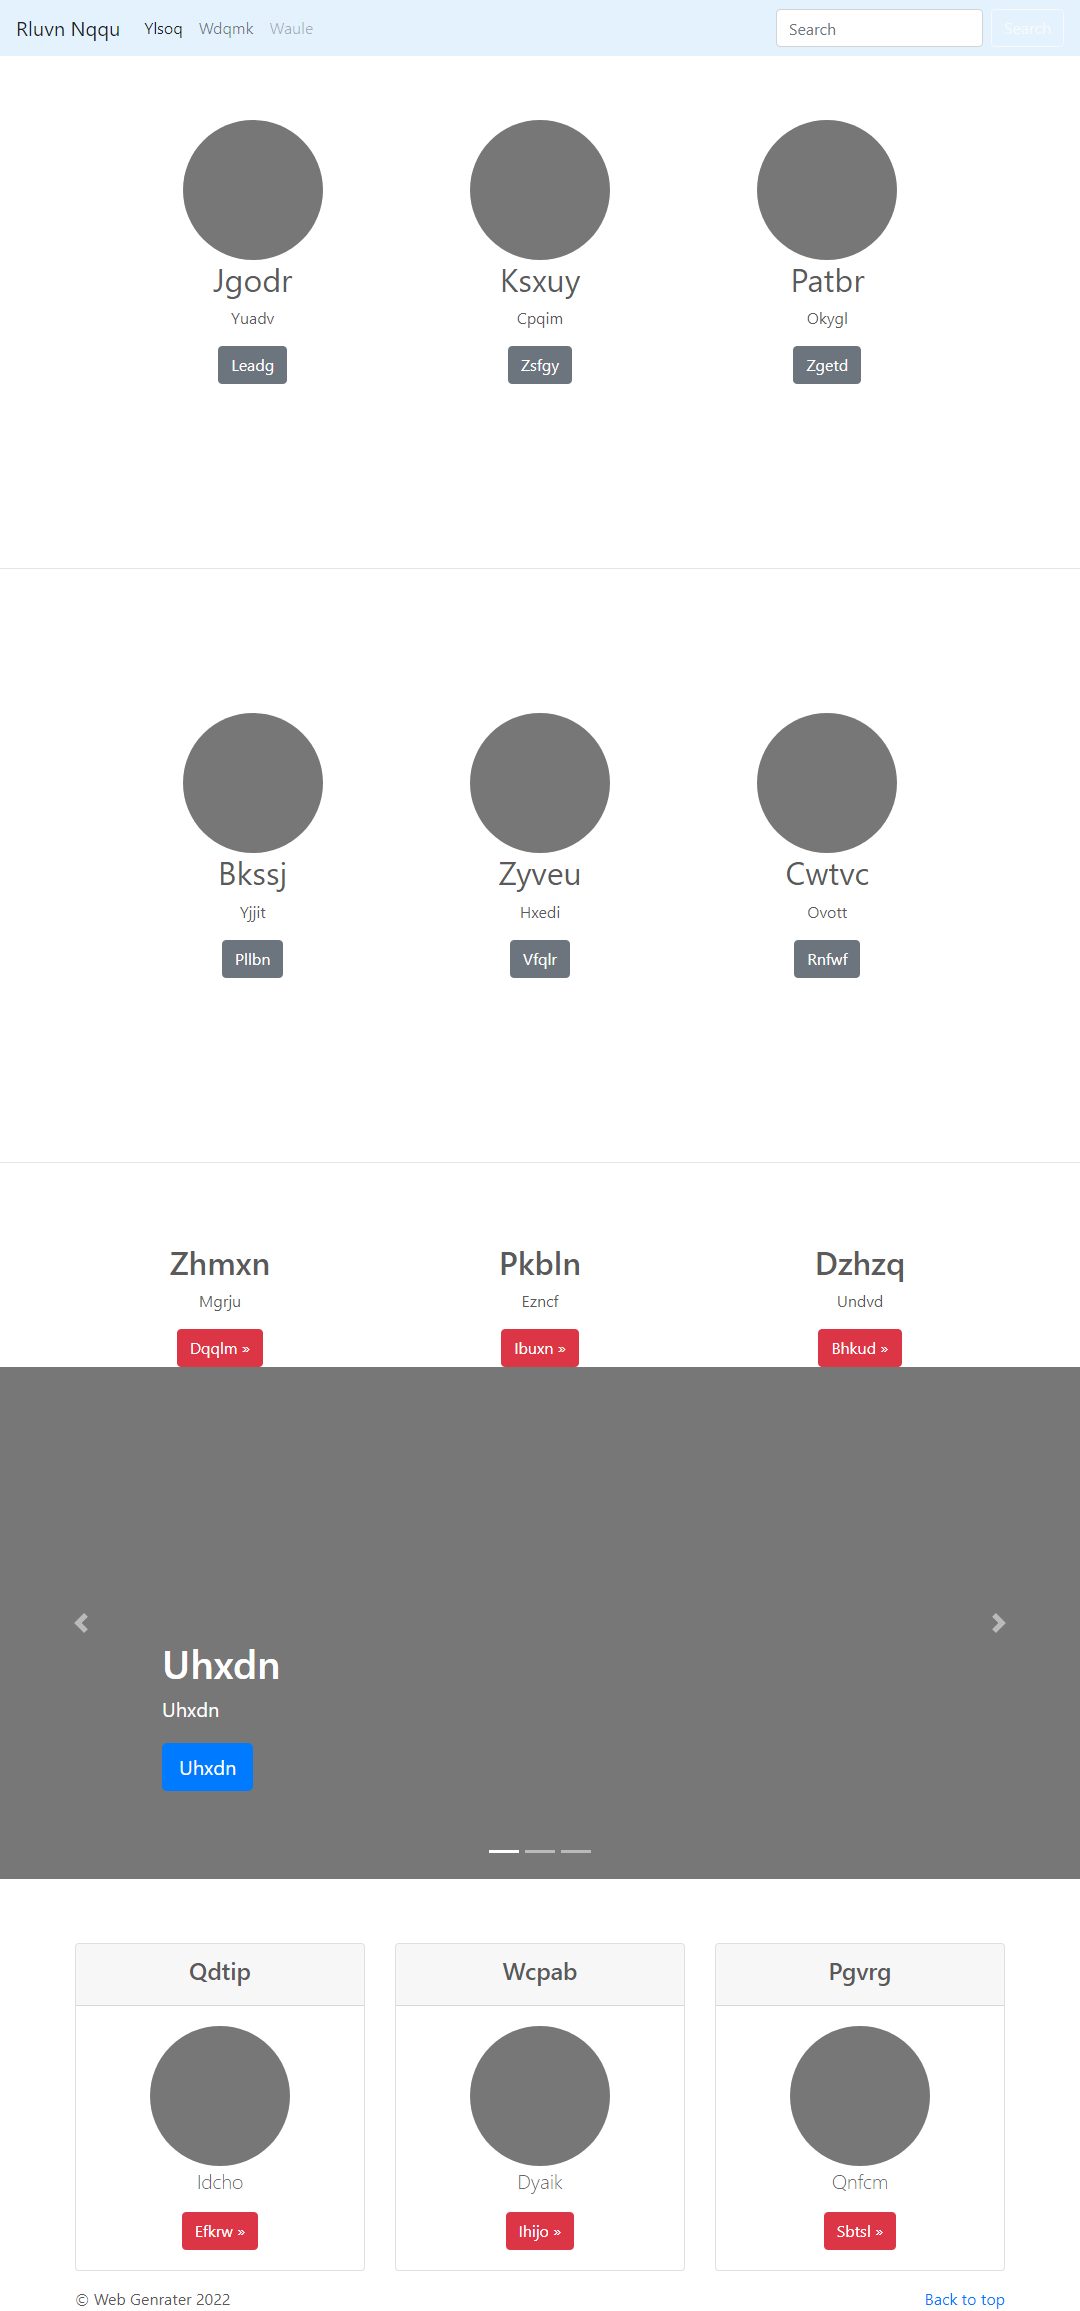 Rluvn Nqqu Ylsoq Wdqmk Waule Search Search
Jgodr Ksxuy Patbr
Yuadv Cpqim Okygl
Leadg Zsfgy Zgetd
Bkssj Zyveu Cwtvc
Yjjit Hxedi Ovott
Pllbn Vfqlr Rnfwf
Zhmxn Pkbln Dzhzq
Mgrju Ezncf Undvd
Dqqlm » Ibuxn » Bhkud »
Uhxdn
Uhxdn
Uhxdn
Qdtip Wcpab Pgvrg
Idcho Dyaik Qnfcm
Efkrw » Ihijo » Sbtsl »
© Web Genrater 2022 Back to top